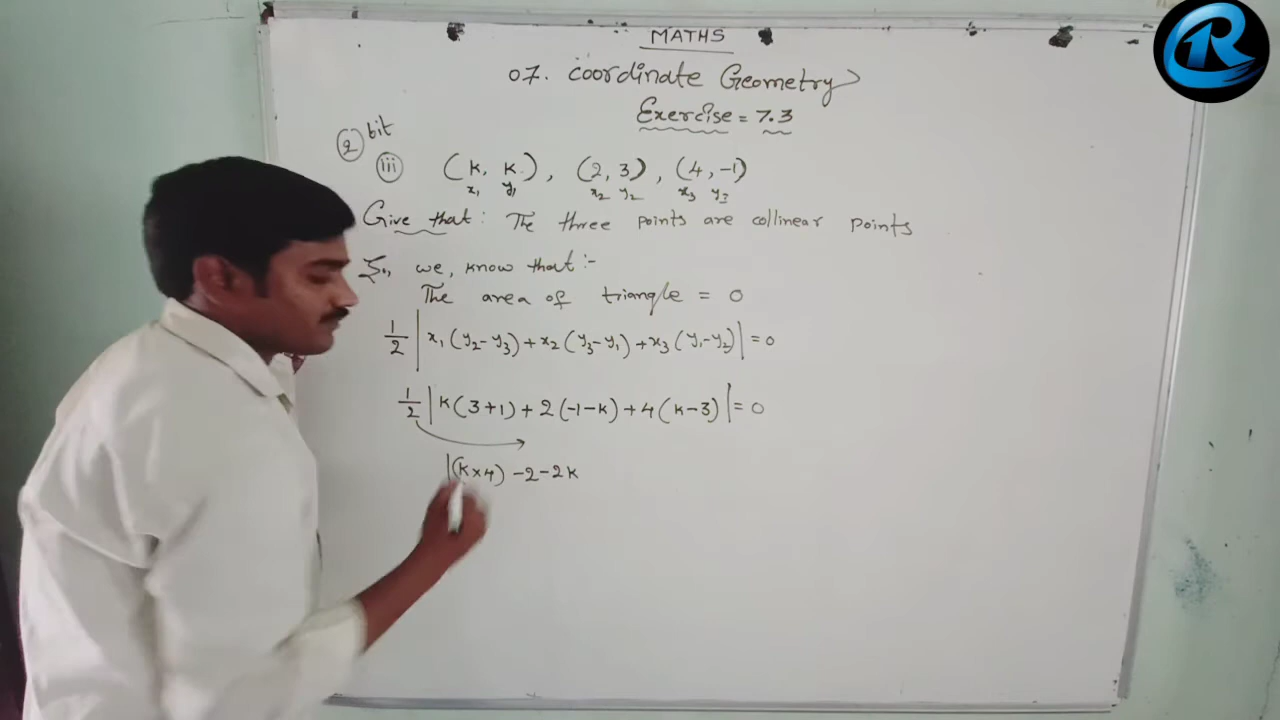 MATHS
07. Coordinate Geometry
Exercise = 7.3
2 bit
iii (k, k), (2, 3), (4, -1)
x₁ y₁ x₂ y₂ x₃ y₃
Give that: The three points are collinear points
we, know that :-
The area of triangle = 0
1/2 | x₁(y₂-y₃)+x₂(y₃-y₁)+x₃(y₁-y₂)| = 0
1/2 | k(3+1)+2(-1-k)+4(k-3)| = 0
|(k×4) -2-2k
R